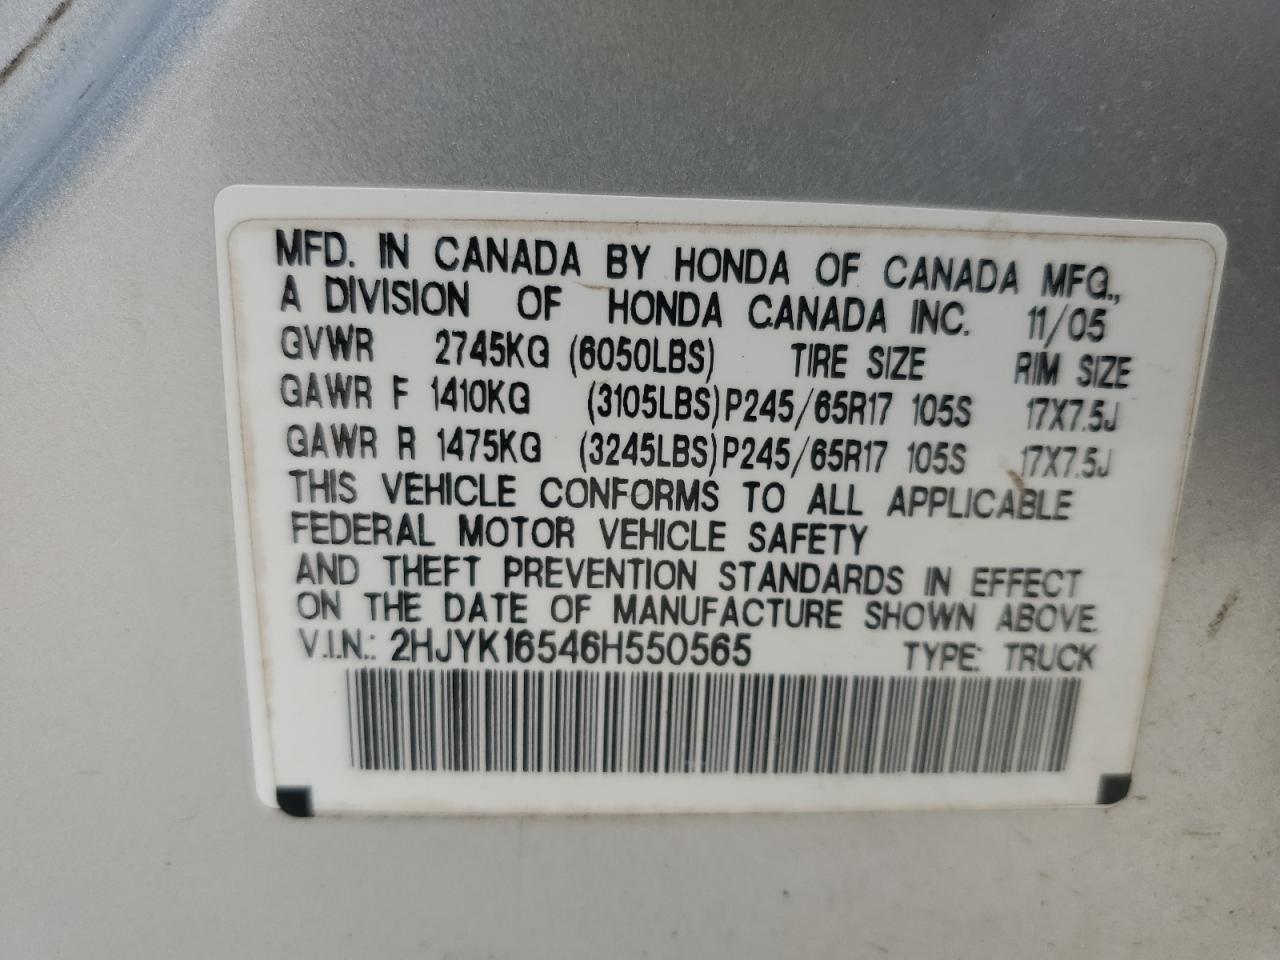 MFD. IN CANADA BY HONDA OF CANADA MFG.,
A DIVISION OF HONDA CANADA INC. 11/05
GVWR 2745KG (6050LBS) TIRE SIZE RIM SIZE
GAWR F 1410KG (3105LBS) P245/65R17 105S 17X7.5J
GAWR R 1475KG (3245LBS) P245/65R17 105S 17X7.5J
THIS VEHICLE CONFORMS TO ALL APPLICABLE
FEDERAL MOTOR VEHICLE SAFETY
AND THEFT PREVENTION STANDARDS IN EFFECT
ON THE DATE OF MANUFACTURE SHOWN ABOVE.
V.I.N.: 2HJYK16546H550565 TYPE: TRUCK